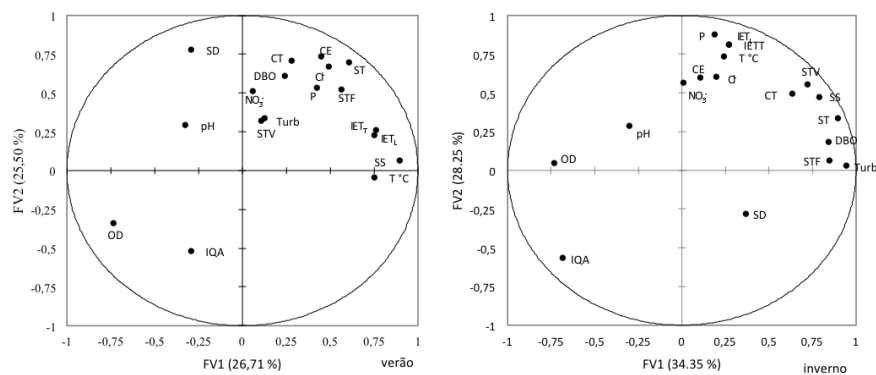 1
0,75
0,5
0,25
0
-0,25
-0,5
-0,75
-1
FV2 (25,50 %)
SD
CT
CE
ST
DBO
Cl-
NO3-
P
STF
pH
Turb
STV
IETT
IETL
SS
T °C
OD
IQA
-1 -0,75 -0,5 -0,25 0 0,25 0,5 0,75 1
FV1 (26,71 %)
verão
1
0,75
0,5
0,25
0
-0,25
-0,5
-0,75
-1
FV2 (28.25 %)
P
IETL
IETT
T °C
CE
Cl-
NO3-
STV
CT
SS
ST
pH
DBO
OD
STF
Turb
SD
IQA
-1 -0,75 -0,5 -0,25 0 0,25 0,5 0,75 1
FV1 (34.35 %)
inverno